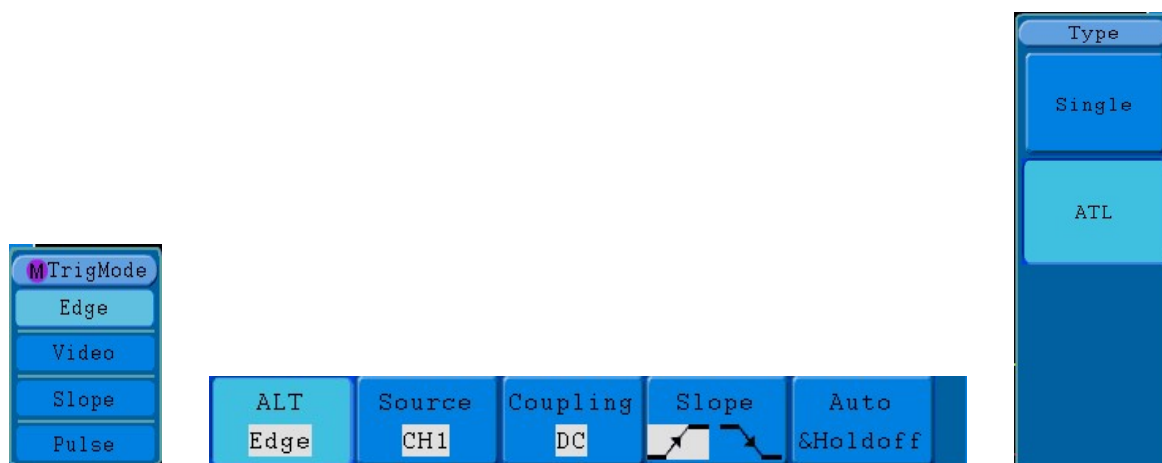 MTrigMode
Edge
Video
Slope
Pulse
ALT Source Coupling Slope Auto
Edge CH1 DC &Holdoff
Type
Single
ATL